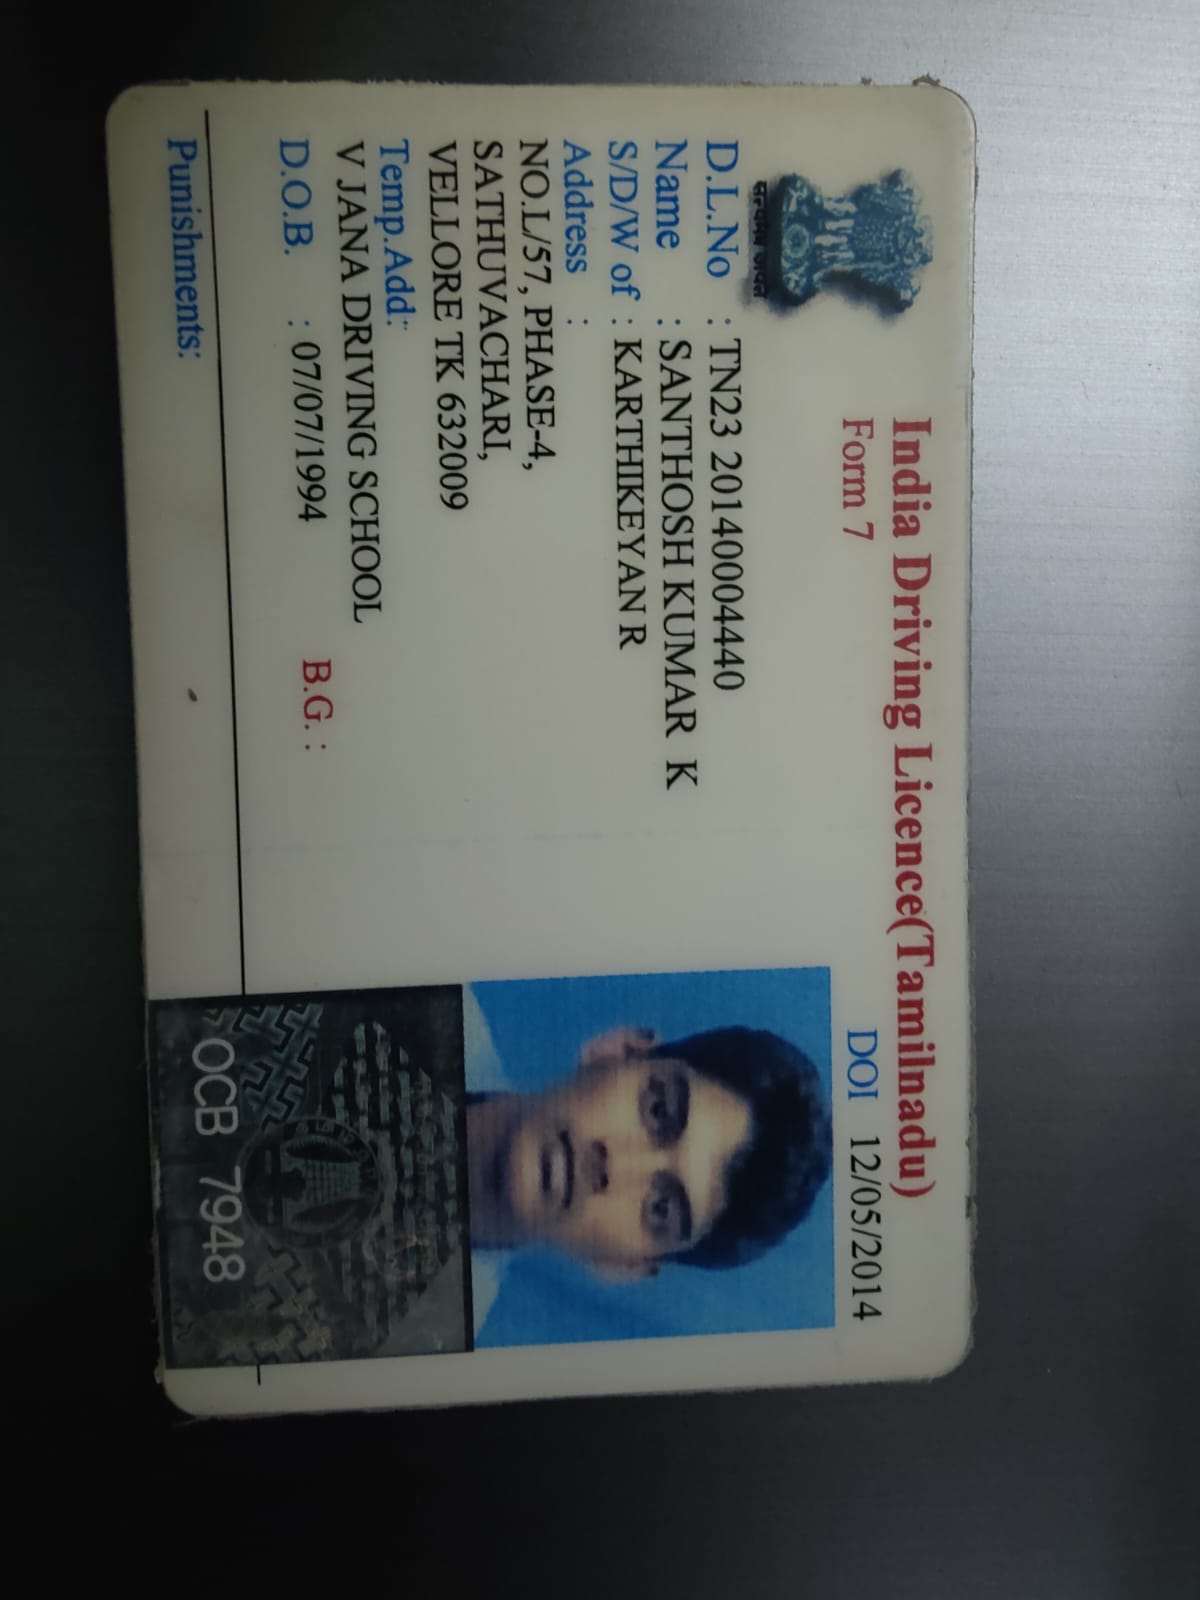 India Driving Licence(Tamilnadu)
Form 7
DOI 12/05/2014
सत्यमेव जयते
D.L.No : TN23 20140004440
Name : SANTHOSH KUMAR K
S/D/W of : KARTHIKEYAN R
Address :
NO.L/57, PHASE-4,
SATHUVACHARI,
VELLORE TK 632009
Temp.Add:
V JANA DRIVING SCHOOL
D.O.B. : 07/07/1994 B.G. :
Punishments:
OCB 7948